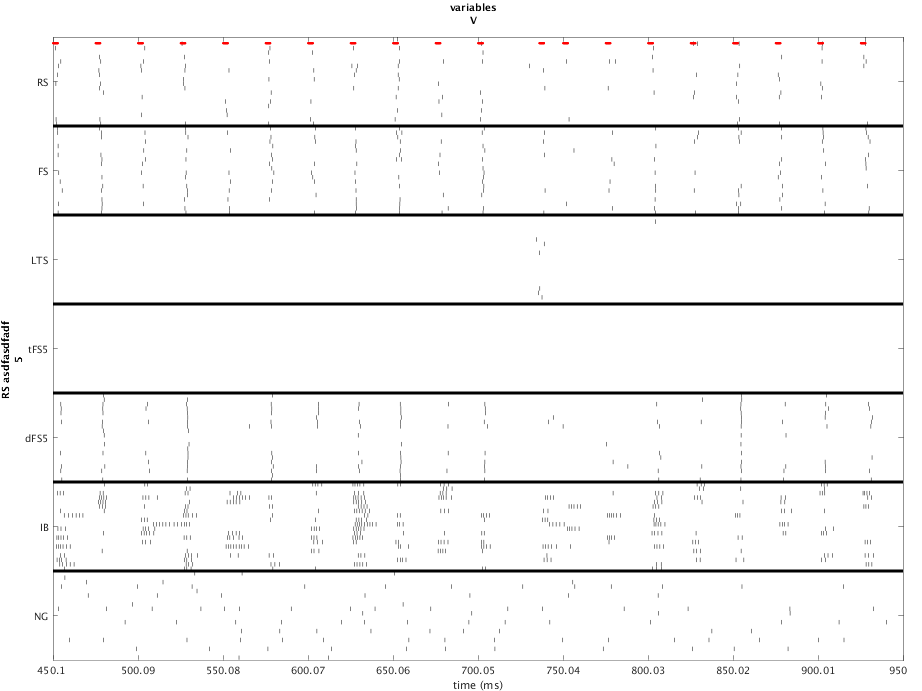 variables
V
RS
FS
LTS
tFS5
dFS5
IB
NG
RS asdfasdfadf
5
450.1 500.09 550.08 600.07 650.06 700.05 750.04 800.03 850.02 900.01 950
time (ms)